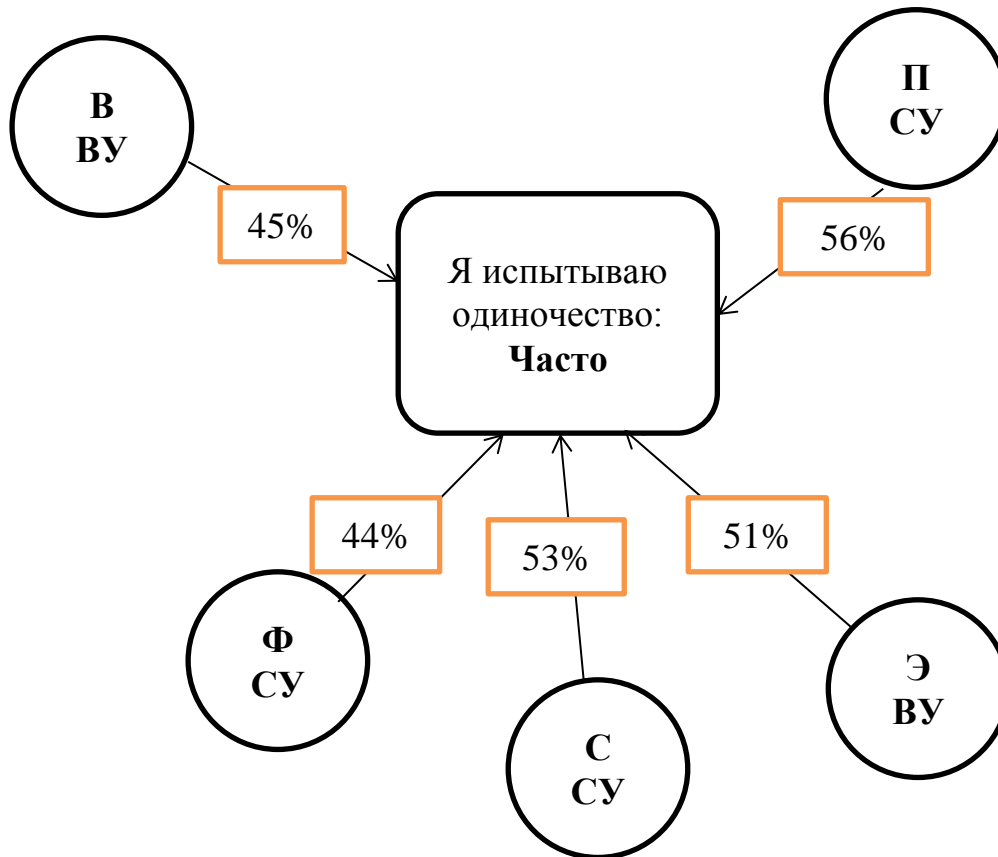 В
ВУ
П
СУ
45%
56%
Я испытываю
одиночество:
Часто
44%
53%
51%
Ф
СУ
С
СУ
Э
ВУ